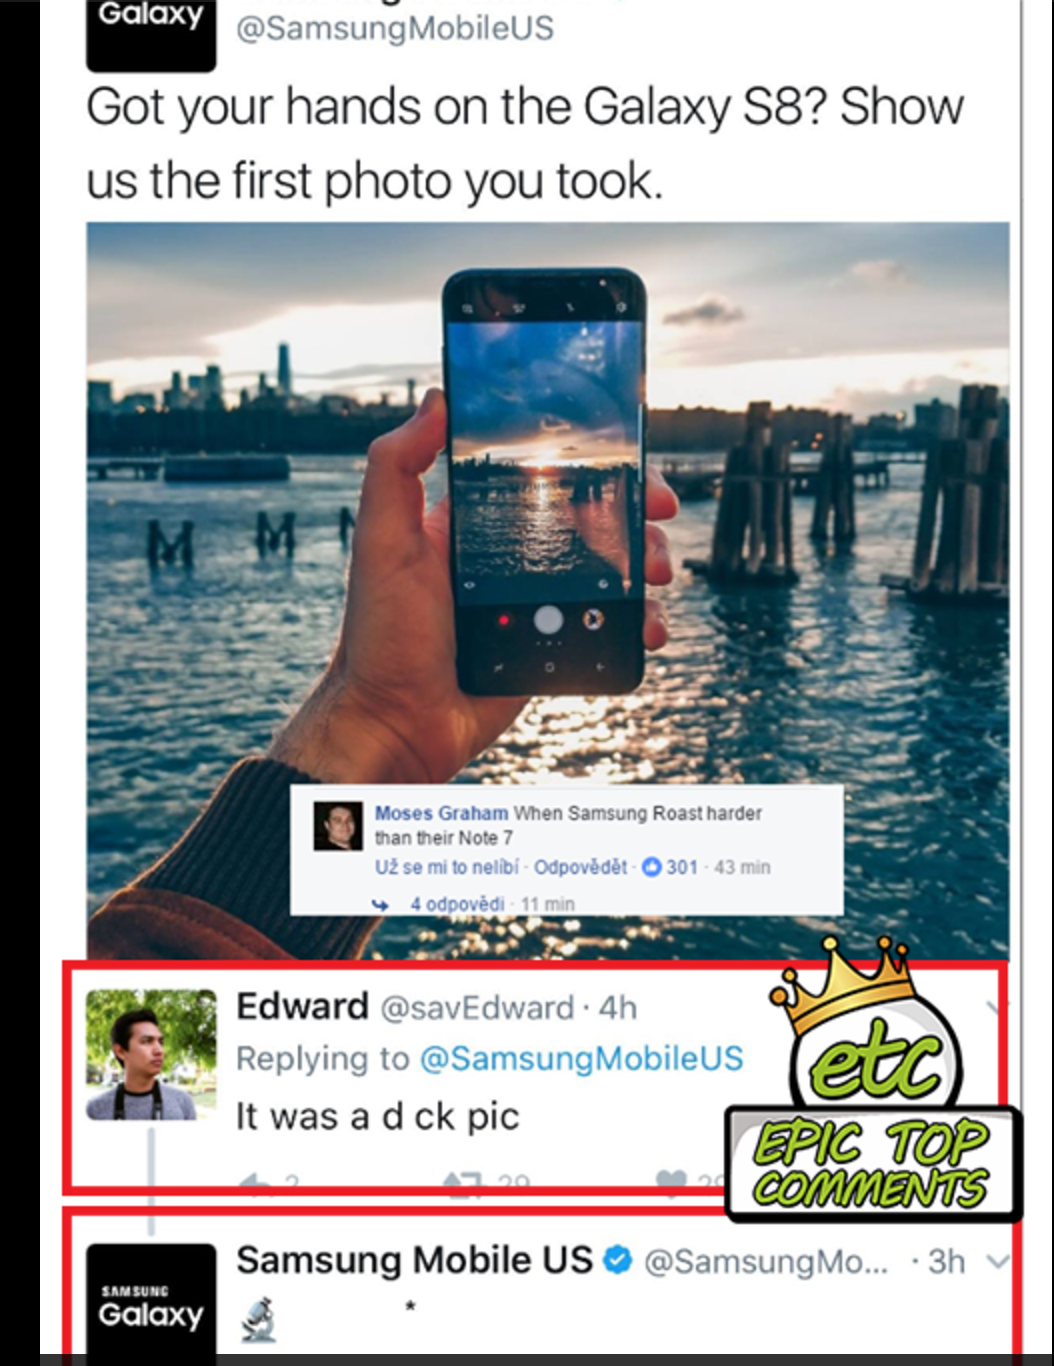 Galaxy
@SamsungMobileUS
Got your hands on the Galaxy S8? Show
us the first photo you took.
Moses Graham When Samsung Roast harder
than their Note 7
Už se mi to nelíbí · Odpovědět · 301 · 43 min
4 odpovědi · 11 min
Edward @savEdward · 4h
Replying to @SamsungMobileUS
It was a d ck pic
etc
EPIC TOP
COMMENTS
Samsung Mobile US @SamsungMo... · 3h
SAMSUNG
Galaxy
*